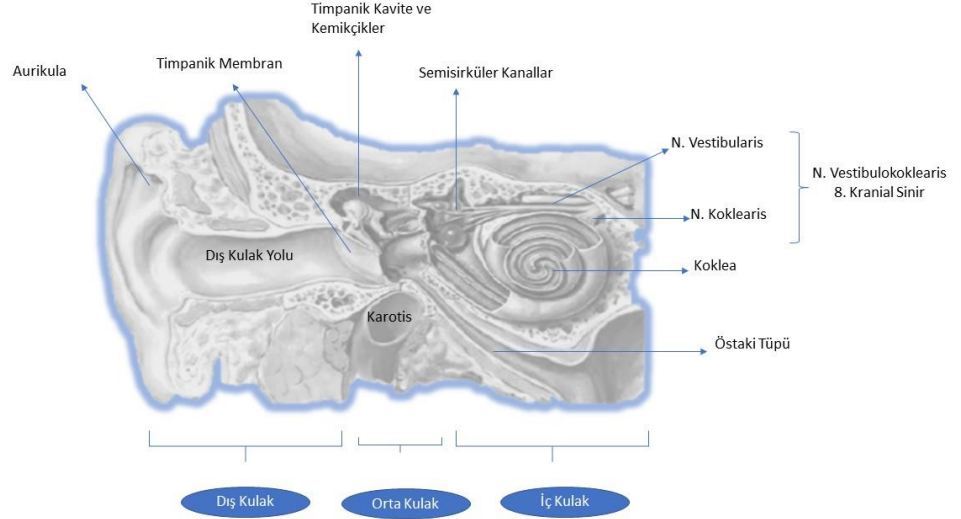 Timpanik Kavite ve
Kemikçikler
Timpanik Membran
Semisirküler Kanallar
Aurikula
N. Vestibularis
N. Vestibulokoklearis
8. Kranial Sinir
N. Koklearis
Dış Kulak Yolu
Koklea
Karotis
Östaki Tüpü
Dış Kulak
Orta Kulak
İç Kulak